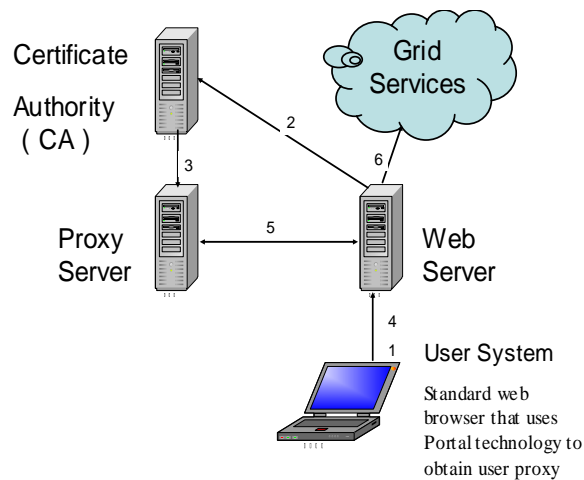 Certificate
Authority
( CA )
Grid
Services
2
6
3
Proxy
Server
5
Web
Server
4
1
User System
Standard web
browser that uses
Portal technology to
obtain user proxy